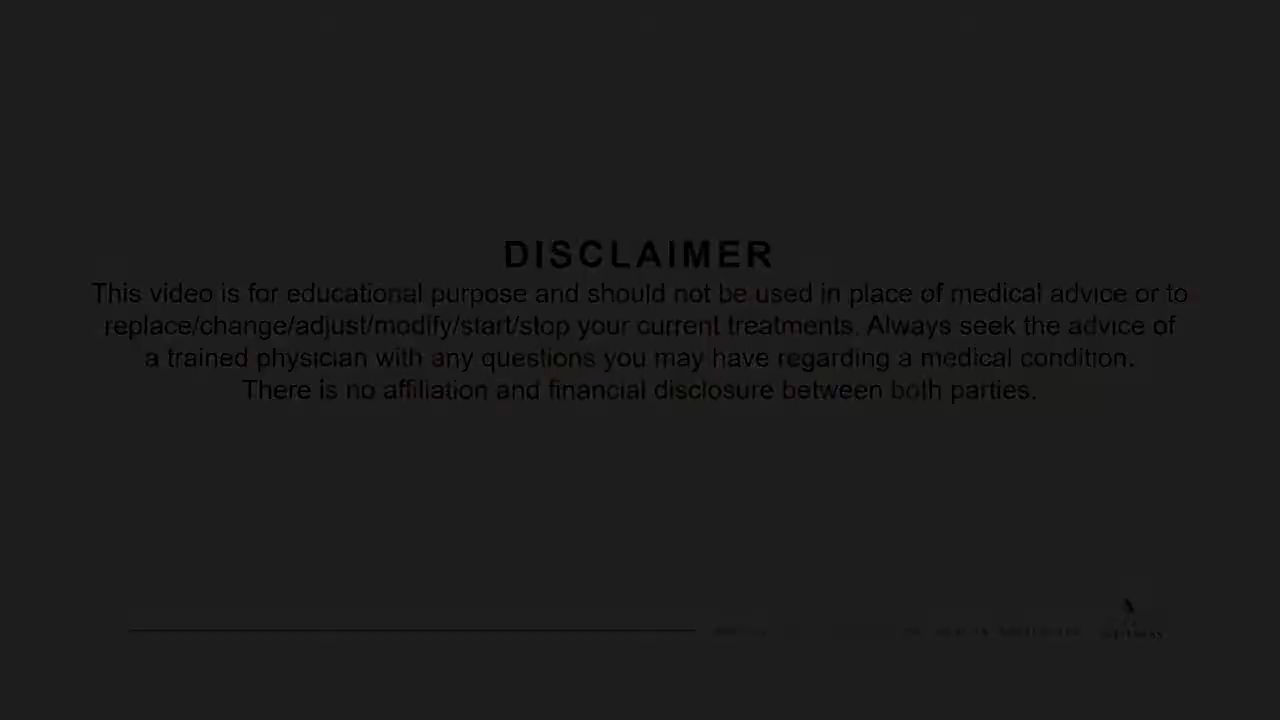 DISCLAIMER
This video is for educational purpose and should not be used in place of medical advice or to
replace/change/adjust/modify/start/stop your current treatments. Always seek the advice of
a trained physician with any questions you may have regarding a medical condition.
There is no affiliation and financial disclosure between both parties.